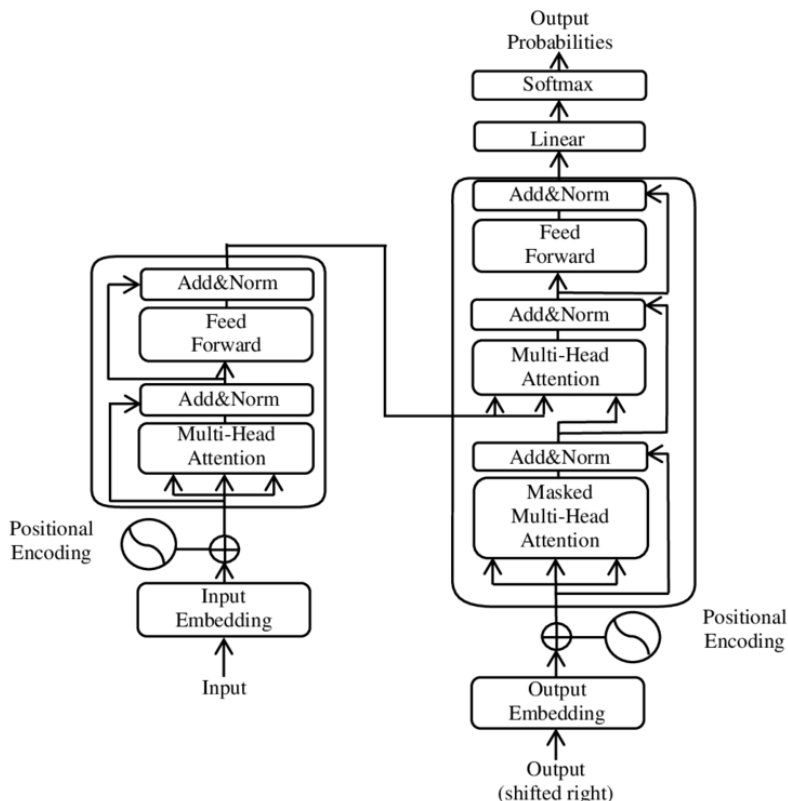 Output
Probabilities
Softmax
Linear
Add&Norm
Feed
Forward
Add&Norm
Multi-Head
Attention
Add&Norm
Masked
Multi-Head
Attention
Positional
Encoding
Output
Embedding
Output
(shifted right)
Add&Norm
Feed
Forward
Add&Norm
Multi-Head
Attention
Positional
Encoding
Input
Embedding
Input